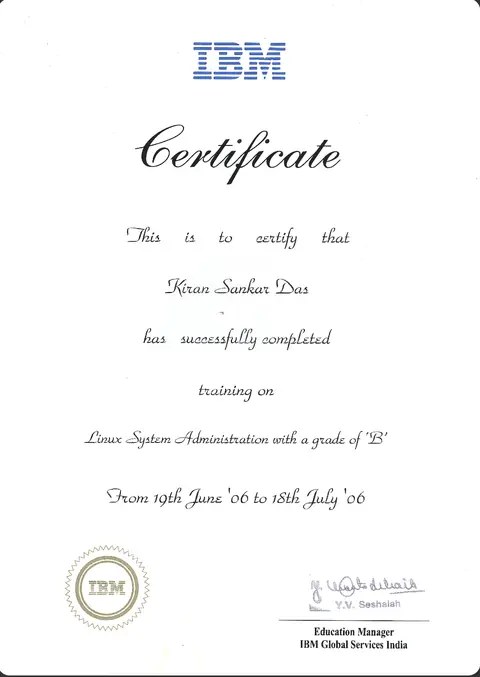 IBM
Certificate
This is to certify that
Kiran Sankar Das
has successfully completed
training on
Linux System Administration with a grade of 'B'
From 19th June '06 to 18th July '06
IBM
Y.V. Seshaiah
Education Manager
IBM Global Services India